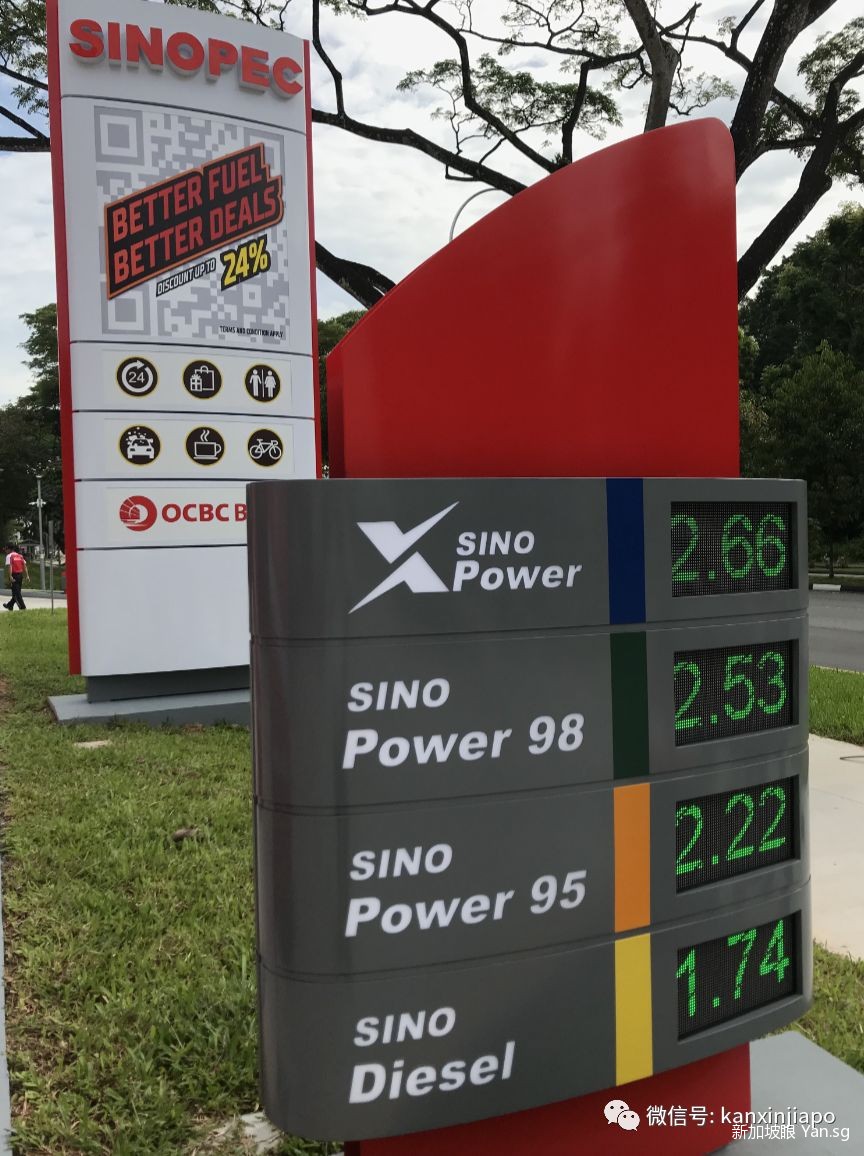 SINOPEC
BETTER FUEL
BETTER DEALS
DISCOUNT UP TO 24%
TERMS AND CONDITION APPLY
24
OCBC B
X SINO
Power
2.66
SINO
Power 98
2.53
SINO
Power 95
2.22
SINO
Diesel
1.74
微信号: kanxinjiapo
新加坡眼 Yan.sg